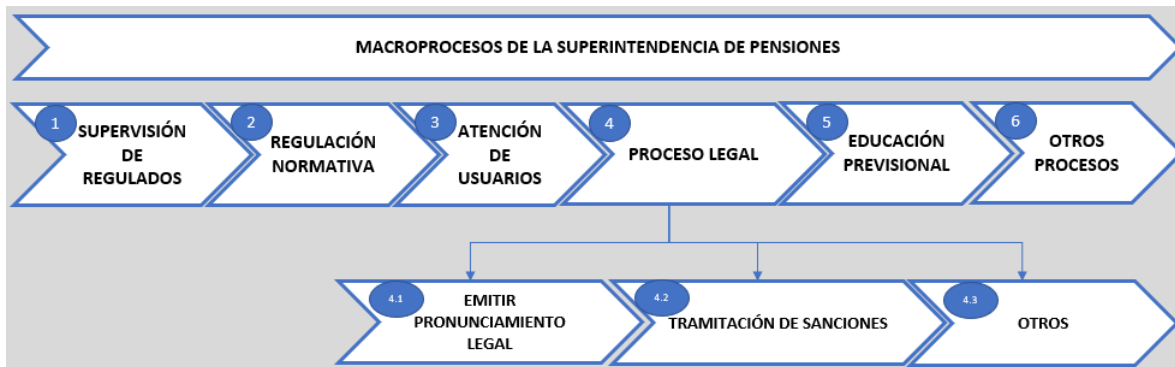 MACROPROCESOS DE LA SUPERINTENDENCIA DE PENSIONES
1
SUPERVISIÓN
DE
REGULADOS
2
REGULACIÓN
NORMATIVA
3
ATENCIÓN
DE
USUARIOS
4
PROCESO LEGAL
5
EDUCACIÓN
PREVISIONAL
6
OTROS
PROCESOS
4.1
EMITIR
PRONUNCIAMIENTO
LEGAL
4.2
TRAMITACIÓN DE SANCIONES
4.3
OTROS